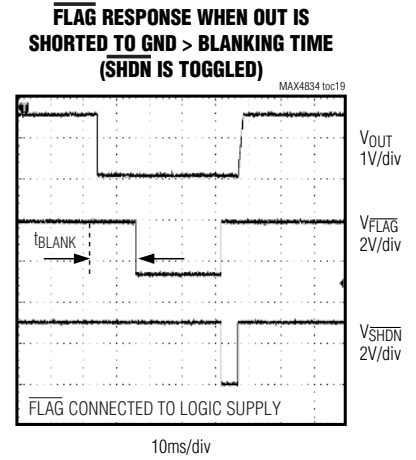 FLAG RESPONSE WHEN OUT IS
SHORTED TO GND > BLANKING TIME
(SHDN IS TOGGLED)
MAX4834 toc19
VOUT
1V/div
tBLANK
VFLAG
2V/div
VSHDN
2V/div
FLAG CONNECTED TO LOGIC SUPPLY
10ms/div